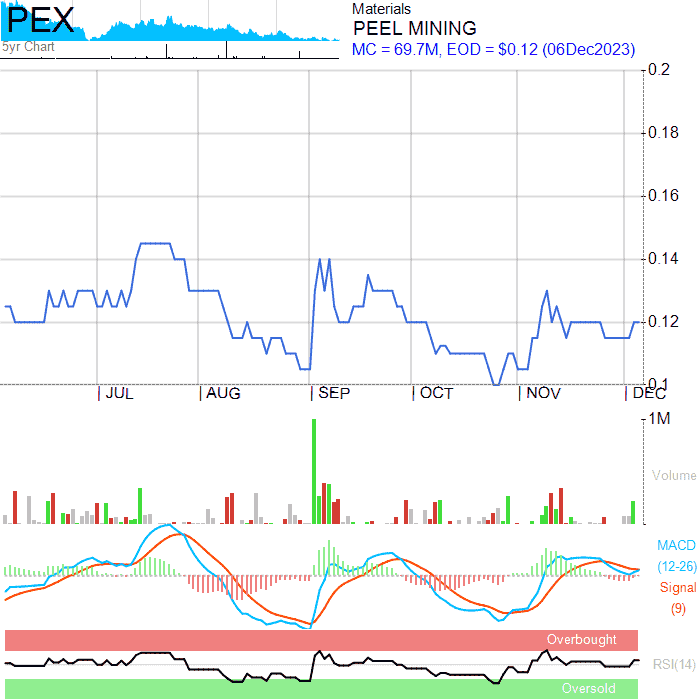 PEX
5yr Chart
Materials
PEEL MINING
MC = 69.7M, EOD = $0.12 (06Dec2023)
0.2
0.18
0.16
0.14
0.12
0.1
JUL AUG SEP OCT NOV DEC
1M
Volume
MACD
(12-26)
Signal
(9)
Overbought
RSI(14)
Oversold